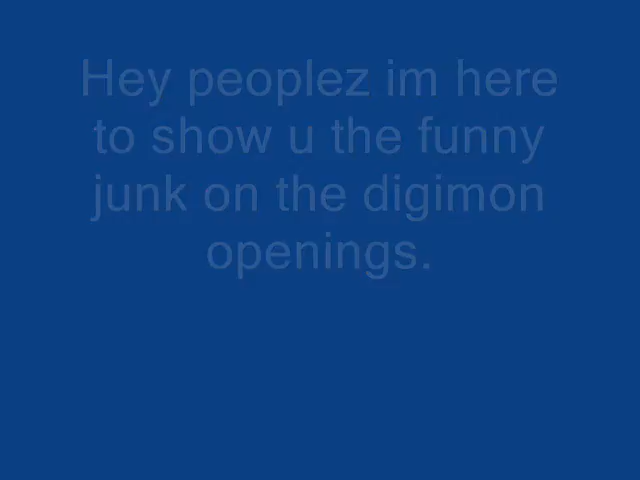 Hey peoplez im here
to show u the funny
junk on the digimon
openings.